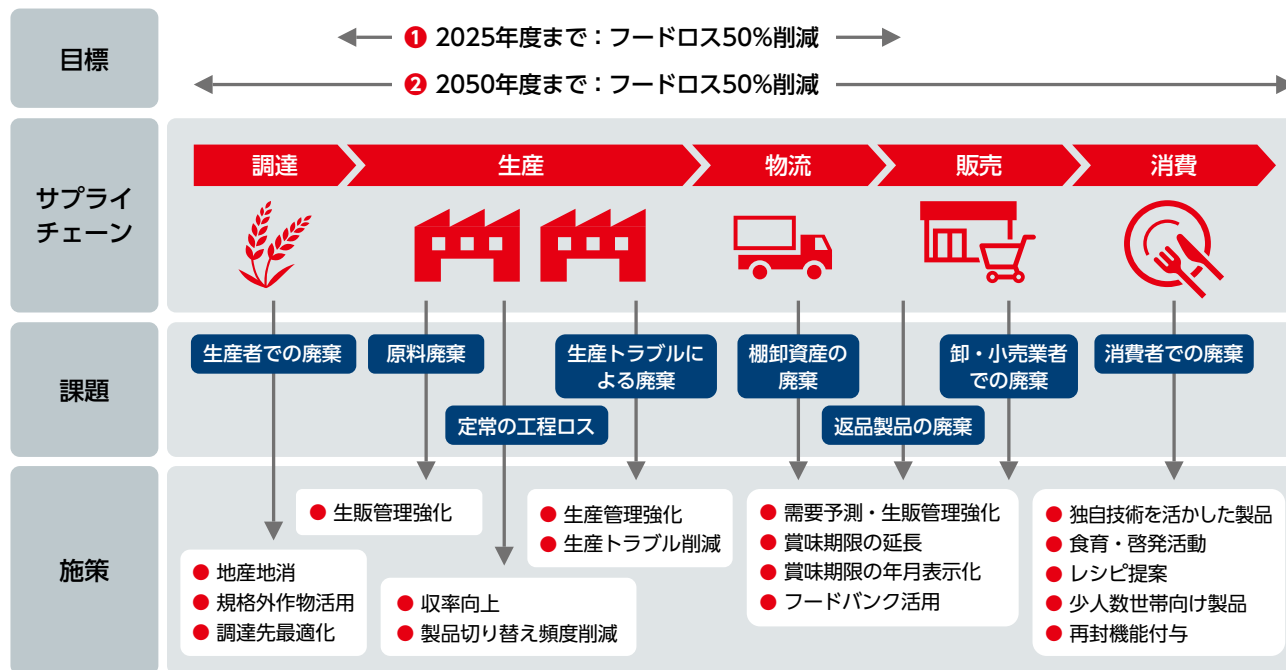 目標
❶ 2025年度まで：フードロス50%削減
❷ 2050年度まで：フードロス50%削減
サプライ
チェーン
調達
生産
物流
販売
消費
課題
生産者での廃棄
原料廃棄
定常の工程ロス
生産トラブルに
よる廃棄
棚卸資産の
廃棄
返品製品の廃棄
卸・小売業者
での廃棄
消費者での廃棄
施策
● 地産地消
● 規格外作物活用
● 調達先最適化
● 生販管理強化
● 収率向上
● 製品切り替え頻度削減
● 生産管理強化
● 生産トラブル削減
● 需要予測・生販管理強化
● 賞味期限の延長
● 賞味期限の年月表示化
● フードバンク活用
● 独自技術を活かした製品
● 食育・啓発活動
● レシピ提案
● 少人数世帯向け製品
● 再封機能付与